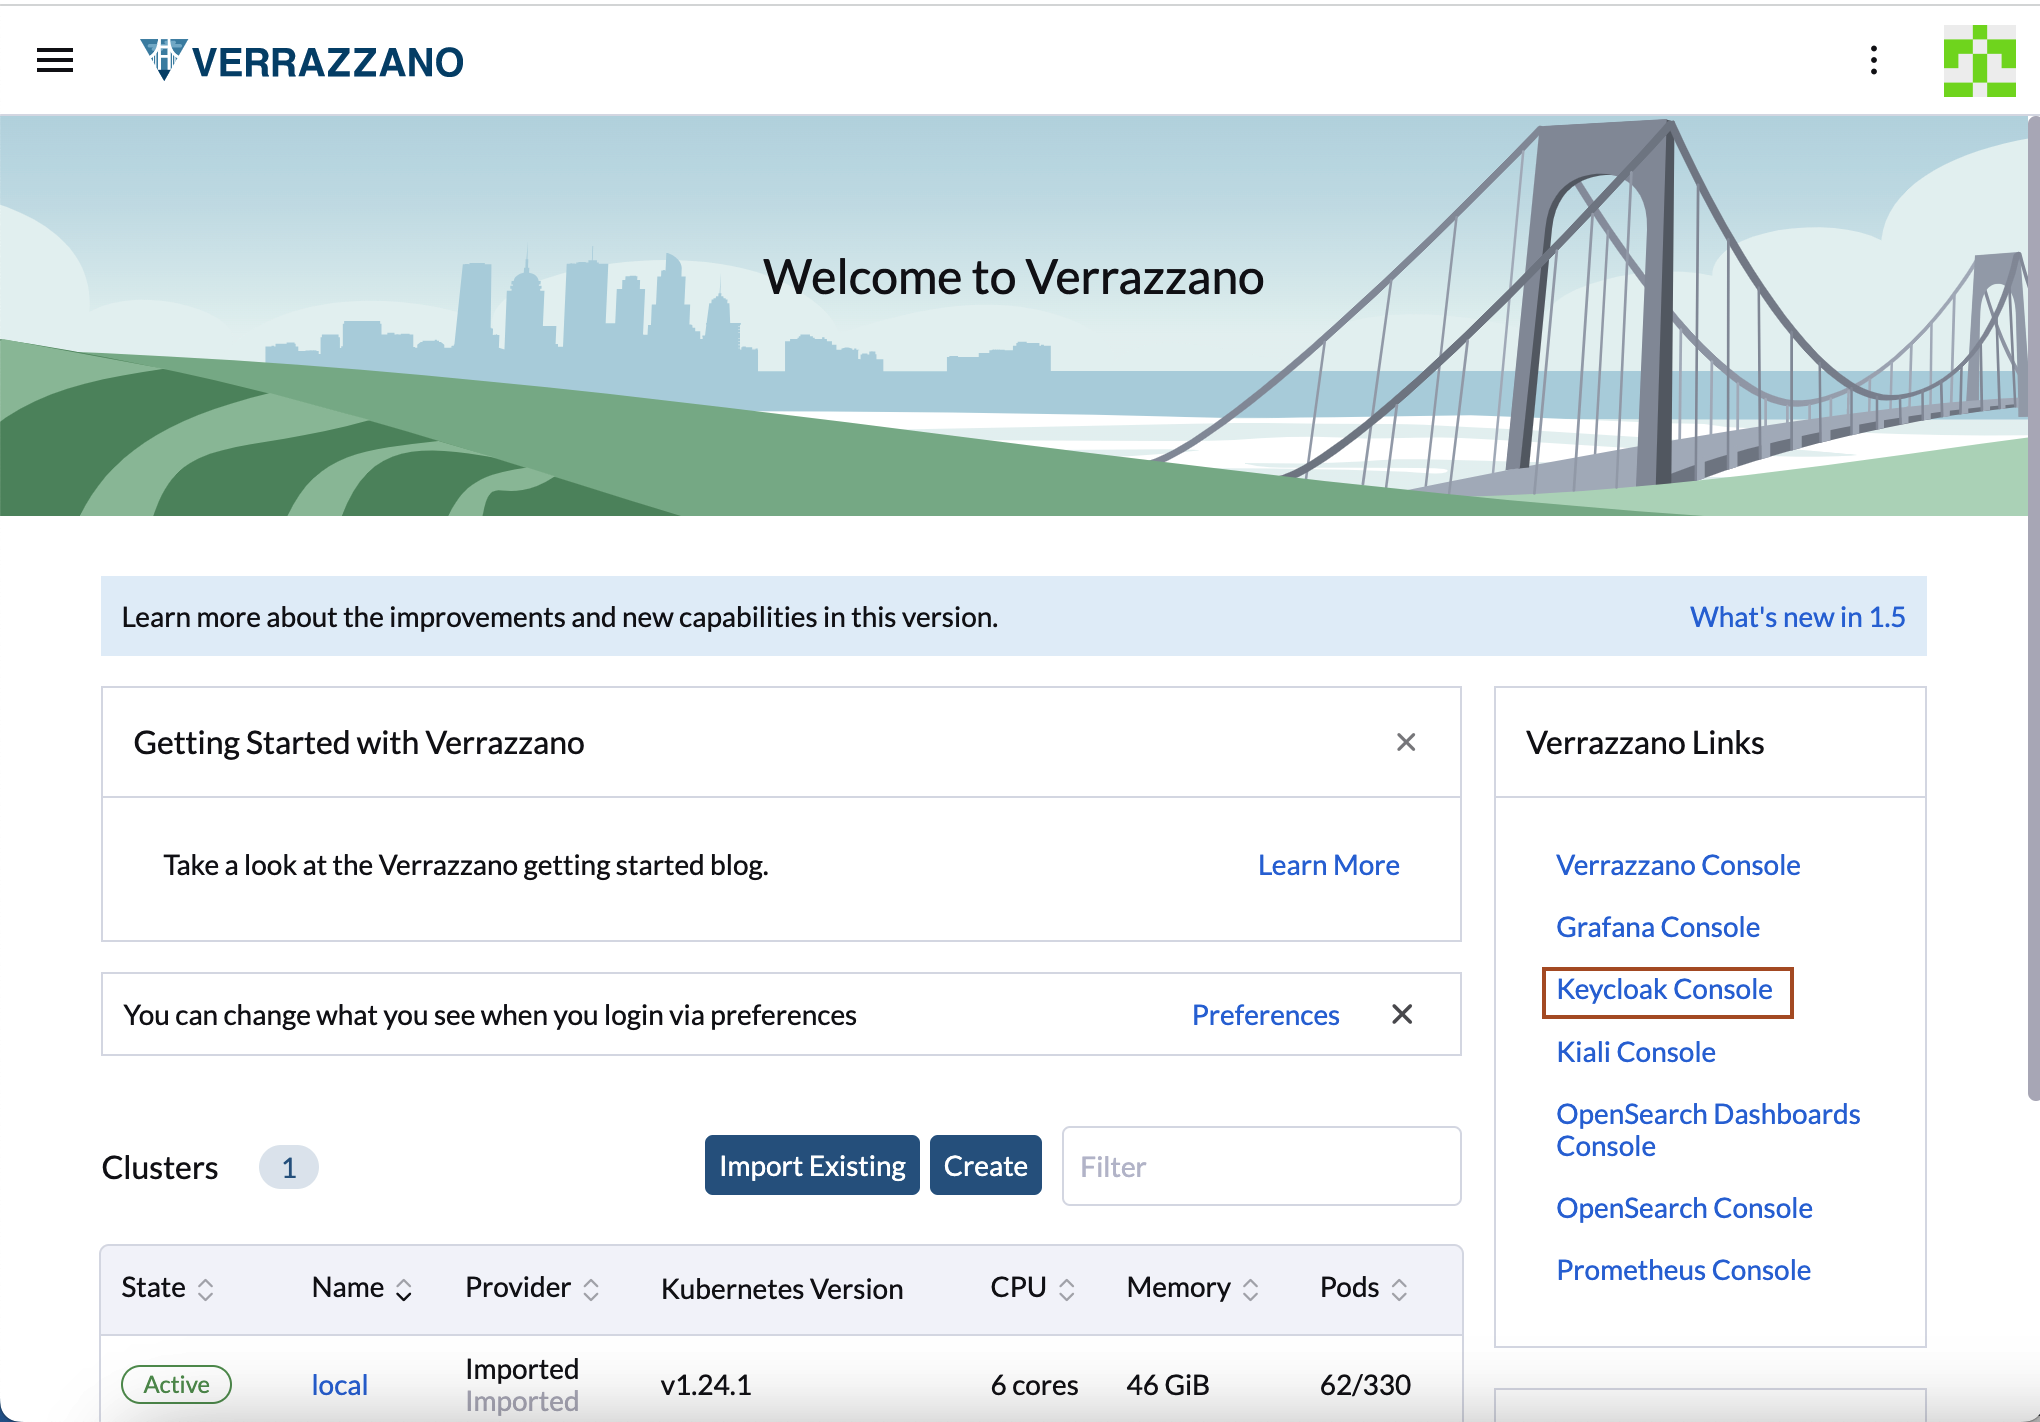 VERRAZZANO
Welcome to Verrazzano
Learn more about the improvements and new capabilities in this version.
What's new in 1.5
Getting Started with Verrazzano
Take a look at the Verrazzano getting started blog.
Learn More
You can change what you see when you login via preferences
Preferences
Verrazzano Links
Verrazzano Console
Grafana Console
Keycloak Console
Kiali Console
OpenSearch Dashboards
Console
OpenSearch Console
Prometheus Console
Clusters 1
Import Existing
Create
Filter
State Name Provider Kubernetes Version CPU Memory Pods
Active local Imported v1.24.1 6 cores 46 GiB 62/330
Imported